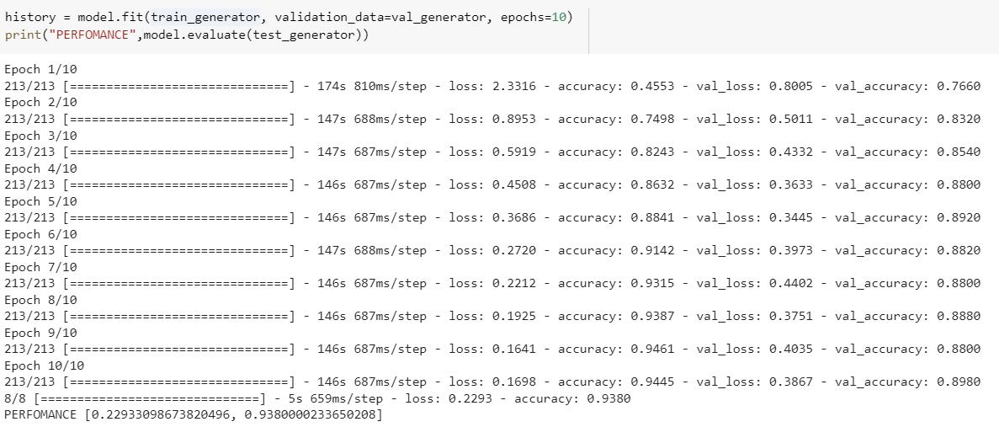 history = model.fit(train_generator, validation_data=val_generator, epochs=10)
print("PERFOMANCE",model.evaluate(test_generator))
Epoch 1/10
213/213 [==============================] - 174s 810ms/step - loss: 2.3316 - accuracy: 0.4553 - val_loss: 0.8005 - val_accuracy: 0.7660
Epoch 2/10
213/213 [==============================] - 147s 688ms/step - loss: 0.8953 - accuracy: 0.7498 - val_loss: 0.5011 - val_accuracy: 0.8320
Epoch 3/10
213/213 [==============================] - 147s 687ms/step - loss: 0.5919 - accuracy: 0.8243 - val_loss: 0.4332 - val_accuracy: 0.8540
Epoch 4/10
213/213 [==============================] - 146s 687ms/step - loss: 0.4508 - accuracy: 0.8632 - val_loss: 0.3633 - val_accuracy: 0.8800
Epoch 5/10
213/213 [==============================] - 146s 687ms/step - loss: 0.3686 - accuracy: 0.8841 - val_loss: 0.3445 - val_accuracy: 0.8920
Epoch 6/10
213/213 [==============================] - 147s 688ms/step - loss: 0.2720 - accuracy: 0.9142 - val_loss: 0.3973 - val_accuracy: 0.8820
Epoch 7/10
213/213 [==============================] - 146s 687ms/step - loss: 0.2212 - accuracy: 0.9315 - val_loss: 0.4402 - val_accuracy: 0.8800
Epoch 8/10
213/213 [==============================] - 146s 687ms/step - loss: 0.1925 - accuracy: 0.9387 - val_loss: 0.3751 - val_accuracy: 0.8880
Epoch 9/10
213/213 [==============================] - 146s 687ms/step - loss: 0.1641 - accuracy: 0.9461 - val_loss: 0.4035 - val_accuracy: 0.8800
Epoch 10/10
213/213 [==============================] - 146s 687ms/step - loss: 0.1698 - accuracy: 0.9445 - val_loss: 0.3867 - val_accuracy: 0.8980
8/8 [==============================] - 5s 659ms/step - loss: 0.2293 - accuracy: 0.9380
PERFOMANCE [0.22933098673820496, 0.9380000233650208]